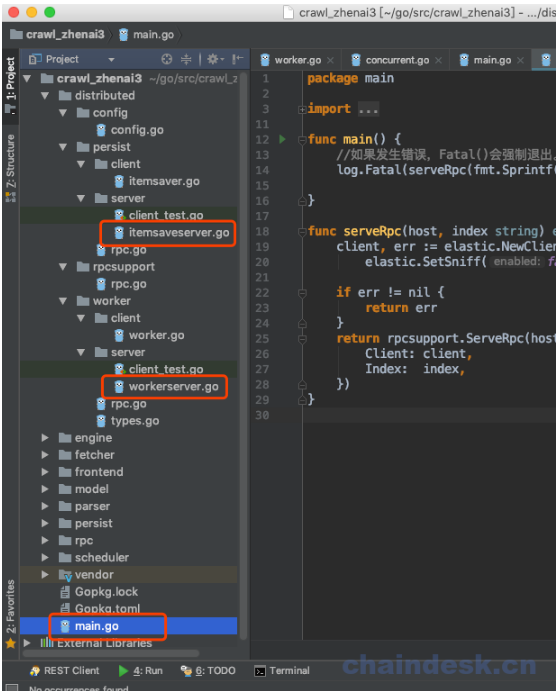 crawl_zhenai3 [~/go/src/crawl_zhenai3] - .../dis
crawl_zhenai3 main.go
Project
worker.go concurrent.go main.go
1: Project
Z: Structure
2: Favorites
crawl_zhenai3 ~/go/src/crawl_z
distributed
config
config.go
persist
client
itemsaver.go
server
client_test.go
itemsaveserver.go
rpc.go
rpcsupport
rpc.go
worker
client
worker.go
server
client_test.go
workerserver.go
rpc.go
types.go
engine
fetcher
frontend
model
parser
persist
rpc
scheduler
vendor
Gopkg.lock
Gopkg.toml
main.go
External Libraries
1 package main
2
3 import ...
11
12 func main() {
13 //如果发生错误，Fatal()会强制退出
14 log.Fatal(serveRpc(fmt.Sprintf(
15
16 }
17
18 func serveRpc(host, index string) e
19 client, err := elastic.NewClien
20 elastic.SetSniff( enabled: fa
21
22 if err != nil {
23 return err
24 }
25 return rpcsupport.ServeRpc(host
26 Client: client,
27 Index: index,
28 })
29 }
30
REST Client 4: Run 6: TODO Terminal
chaindesk.cn
No occurrences found